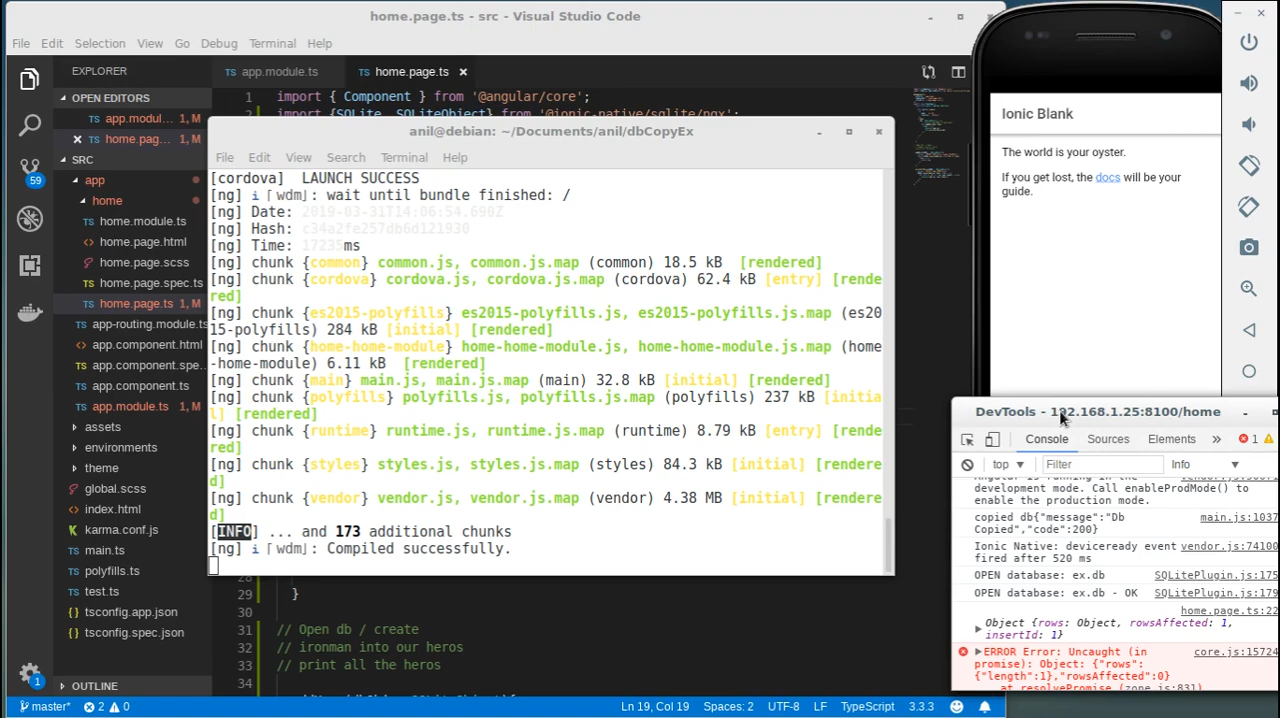 home.page.ts - src - Visual Studio Code
File Edit Selection View Go Debug Terminal Help
EXPLORER
app.module.ts
home.page.ts
OPEN EDITORS
app.modul...
home.pag...
SRC
app
home
TS home.module.ts
<> home.page.html
home.page.scss
TS home.page.spec.ts
TS home.page.ts 1, M
TS app-routing.module.ts
<> app.component.html
TS app.component.spe...
TS app.component.ts
TS app.module.ts 1, M
assets
environments
theme
global.scss
<> index.html
karma.conf.js
TS main.ts
TS polyfills.ts
TS test.ts
{} tsconfig.app.json
{} tsconfig.spec.json
OUTLINE
59
1
1 import { Component } from '@angular/core';
import {SQLite, SQLiteObject} from '@ionic-native/sqlite/ngx';
anil@debian: ~/Documents/anil/dbCopyEx
File Edit View Search Terminal Help
[cordova] LAUNCH SUCCESS
[ng] ℹ ｢wdm｣: wait until bundle finished: /
[ng] Date: 2019-03-31T14:06:54.690Z
[ng] Hash: c34a2fe257db6d121930
[ng] Time: 17235ms
[ng] chunk {common} common.js, common.js.map (common) 18.5 kB [rendered]
[ng] chunk {cordova} cordova.js, cordova.js.map (cordova) 62.4 kB [entry] [rende
red]
[ng] chunk {es2015-polyfills} es2015-polyfills.js, es2015-polyfills.js.map (es20
15-polyfills) 284 kB [initial] [rendered]
[ng] chunk {home-home-module} home-home-module.js, home-home-module.js.map (home
-home-module) 6.11 kB [rendered]
[ng] chunk {main} main.js, main.js.map (main) 32.8 kB [initial] [rendered]
[ng] chunk {polyfills} polyfills.js, polyfills.js.map (polyfills) 237 kB [initia
l] [rendered]
[ng] chunk {runtime} runtime.js, runtime.js.map (runtime) 8.79 kB [entry] [rende
red]
[ng] chunk {styles} styles.js, styles.js.map (styles) 84.3 kB [initial] [rendere
d]
[ng] chunk {vendor} vendor.js, vendor.js.map (vendor) 4.38 MB [initial] [rendere
d]
[INFO] ... and 173 additional chunks
[ng] ℹ ｢wdm｣: Compiled successfully.
28
29 }
30
31 // Open db / create
32 // ironman into our heros
33 // print all the heros
34
master* 2 0
Ln 19, Col 19 Spaces: 2 UTF-8 LF TypeScript 3.3.3
Ionic Blank
The world is your oyster.
If you get lost, the docs will be your
guide.
DevTools - 192.168.1.25:8100/home
Console Sources Elements » 1
top Filter Info
development mode. Call enableProdMode() to
enable the production mode.
copied db{"message":"Db main.js:1037
Copied","code":200}
Ionic Native: deviceready event vendor.js:74100
fired after 520 ms
OPEN database: ex.db SQLitePlugin.js:175
OPEN database: ex.db - OK SQLitePlugin.js:179
home.page.ts:22
Object {rows: Object, rowsAffected: 1,
insertId: 1}
ERROR Error: Uncaught (in core.js:15724
promise): Object: {"rows":
{"length":1},"rowsAffected":0}
at resolvePromise (zone.js:831)